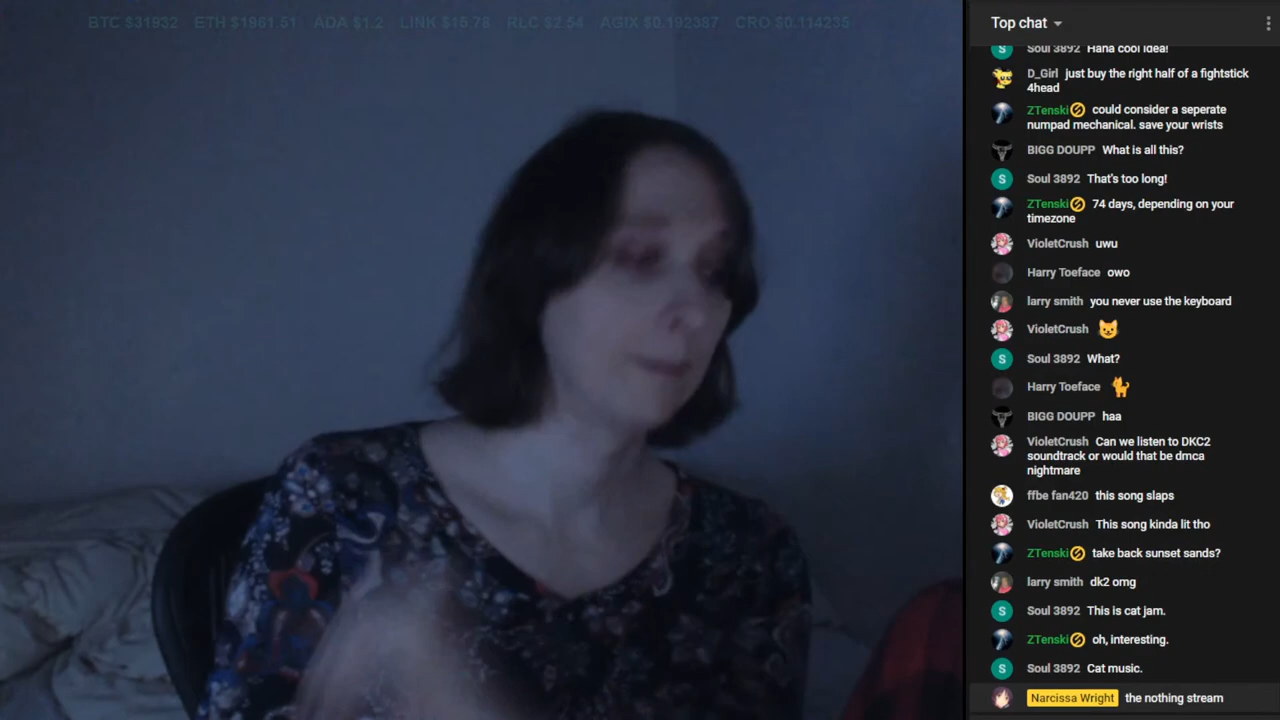 BTC $31932 ETH $1961.51 ADA $1.2 LINK $15.78 RLC $2.54 AGIX $0.192387 CRO $0.114235
Top chat
Soul 3892 Haha cool idea!
D_Girl just buy the right half of a fightstick
4head
ZTenski could consider a seperate
numpad mechanical. save your wrists
BIGG DOUPP What is all this?
S Soul 3892 That's too long!
ZTenski 74 days, depending on your
timezone
VioletCrush uwu
Harry Toeface owo
larry smith you never use the keyboard
VioletCrush 😺
S Soul 3892 What?
Harry Toeface 🐈
BIGG DOUPP haa
VioletCrush Can we listen to DKC2
soundtrack or would that be dmca
nightmare
ffbe fan420 this song slaps
VioletCrush This song kinda lit tho
ZTenski take back sunset sands?
larry smith dk2 omg
S Soul 3892 This is cat jam.
ZTenski oh, interesting.
S Soul 3892 Cat music.
Narcissa Wright the nothing stream